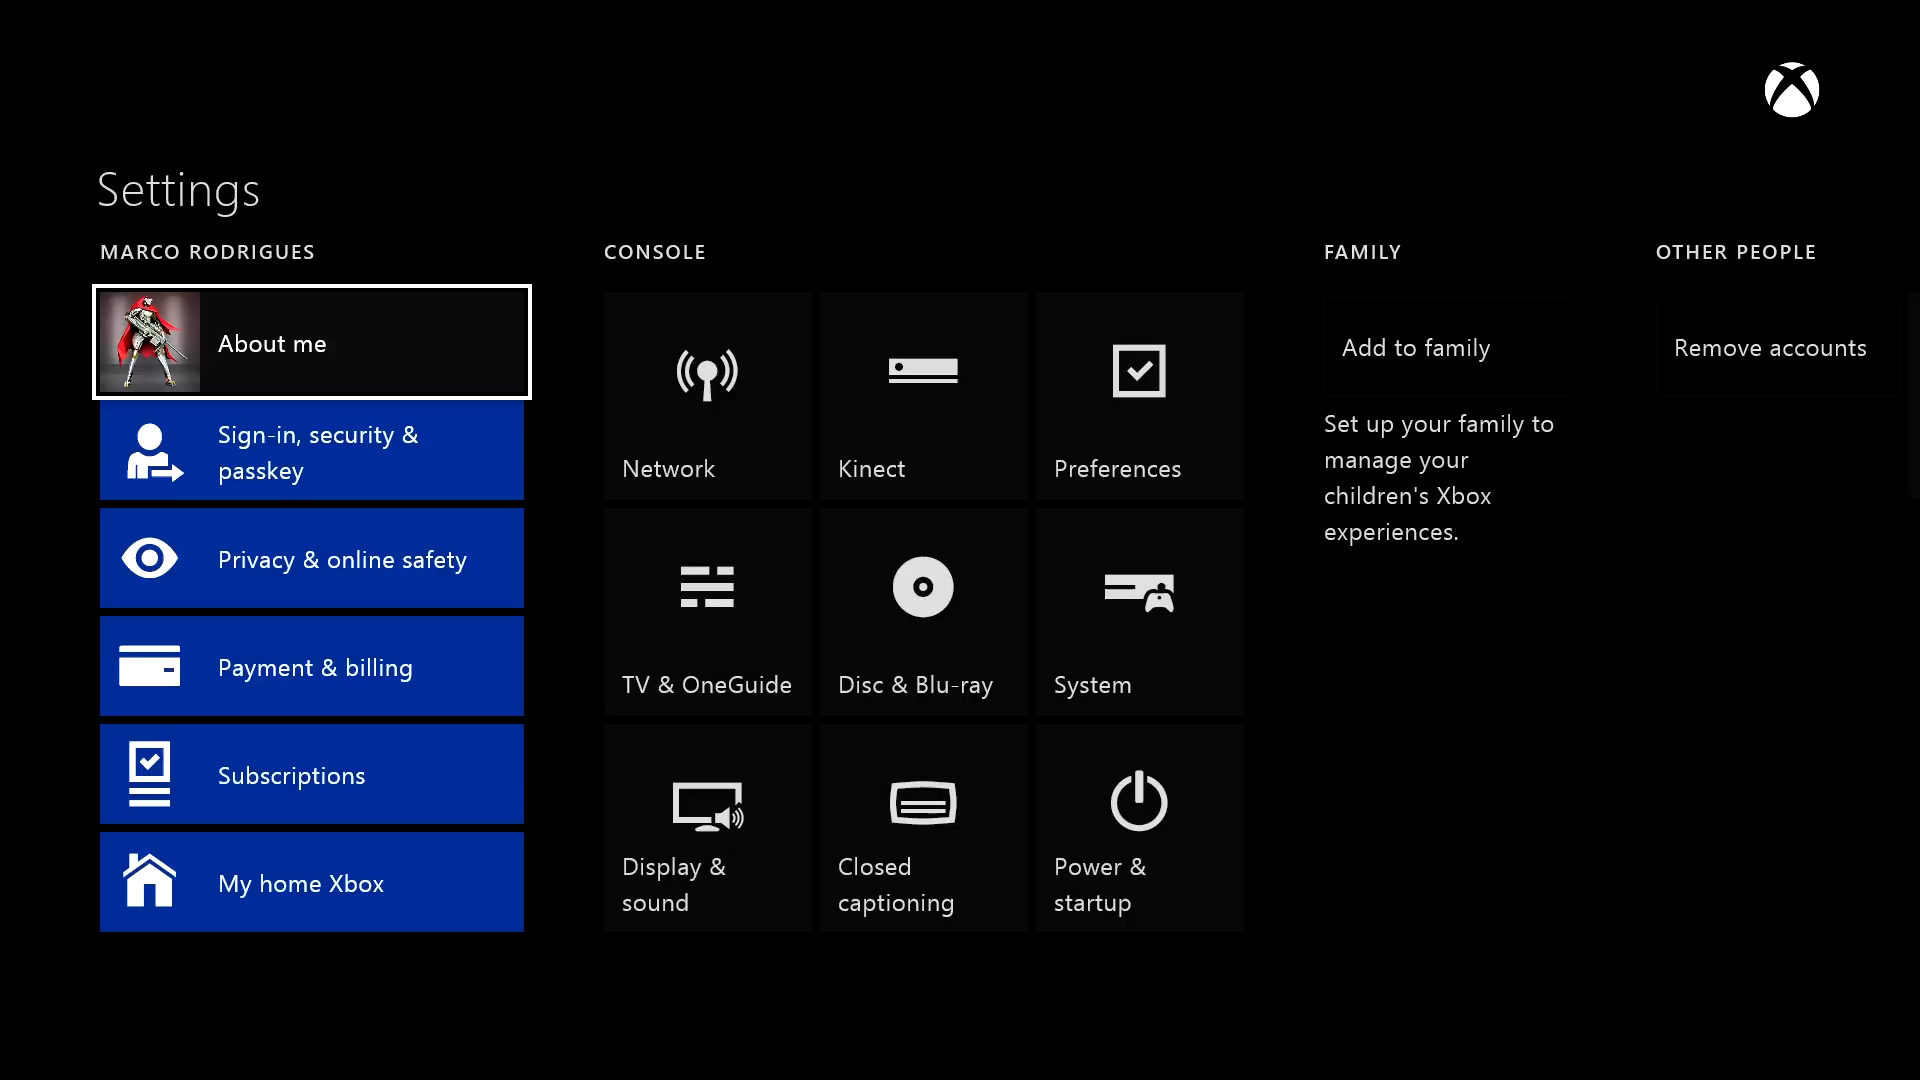 Settings
MARCO RODRIGUES
About me
Sign-in, security &
passkey
Privacy & online safety
Payment & billing
Subscriptions
My home Xbox
CONSOLE
Network
Kinect
Preferences
TV & OneGuide
Disc & Blu-ray
System
Display &
sound
Closed
captioning
Power &
startup
FAMILY
Add to family
Set up your family to
manage your
children's Xbox
experiences.
OTHER PEOPLE
Remove accounts